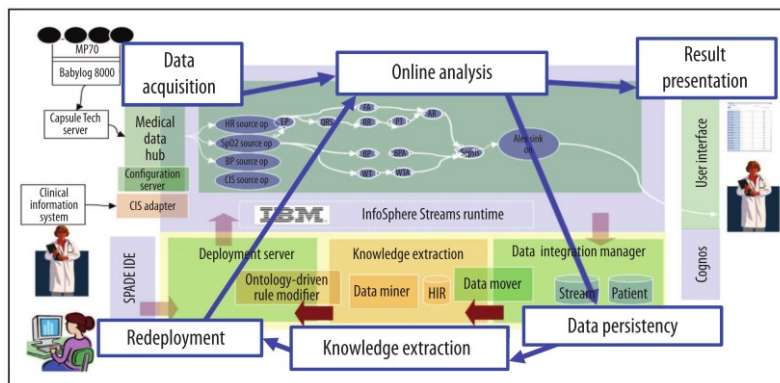 MP70
Babylog 8000
Capsule Tech
server
Clinical
information
system
Data
acquisition
Online analysis
Result
presentation
Medical
data
hub
Configuration
server
CIS adapter
HR source op
SpO2 source op
BP source op
CIS source op
EP
QRS
FA
RR
PT
AR
BP
BPA
WT
WTA
Sepsis
Alex sink
on
User interface
IBM
InfoSphere Streams runtime
SPADE IDE
Deployment server
Ontology-driven
rule modifier
Knowledge extraction
Data miner
HIR
Data mover
Data integration manager
Stream
Patient
Cognos
Redeployment
Knowledge extraction
Data persistency